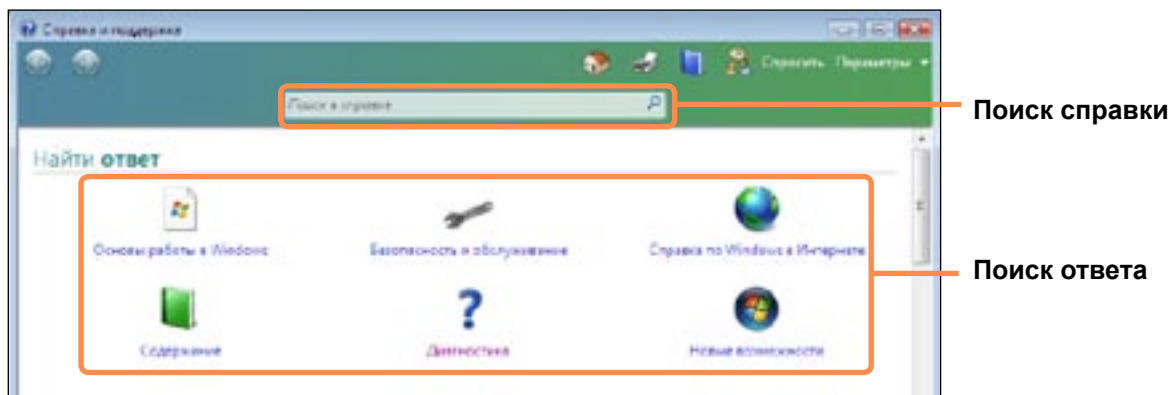 Справка и поддержка
Спросить Параметры
Поиск в справке
Поиск справки
Найти ответ
Основы работы в Windows
Безопасность и обслуживание
Справка по Windows в Интернете
Поиск ответа
Содержание
Диагностика
Новые возможности